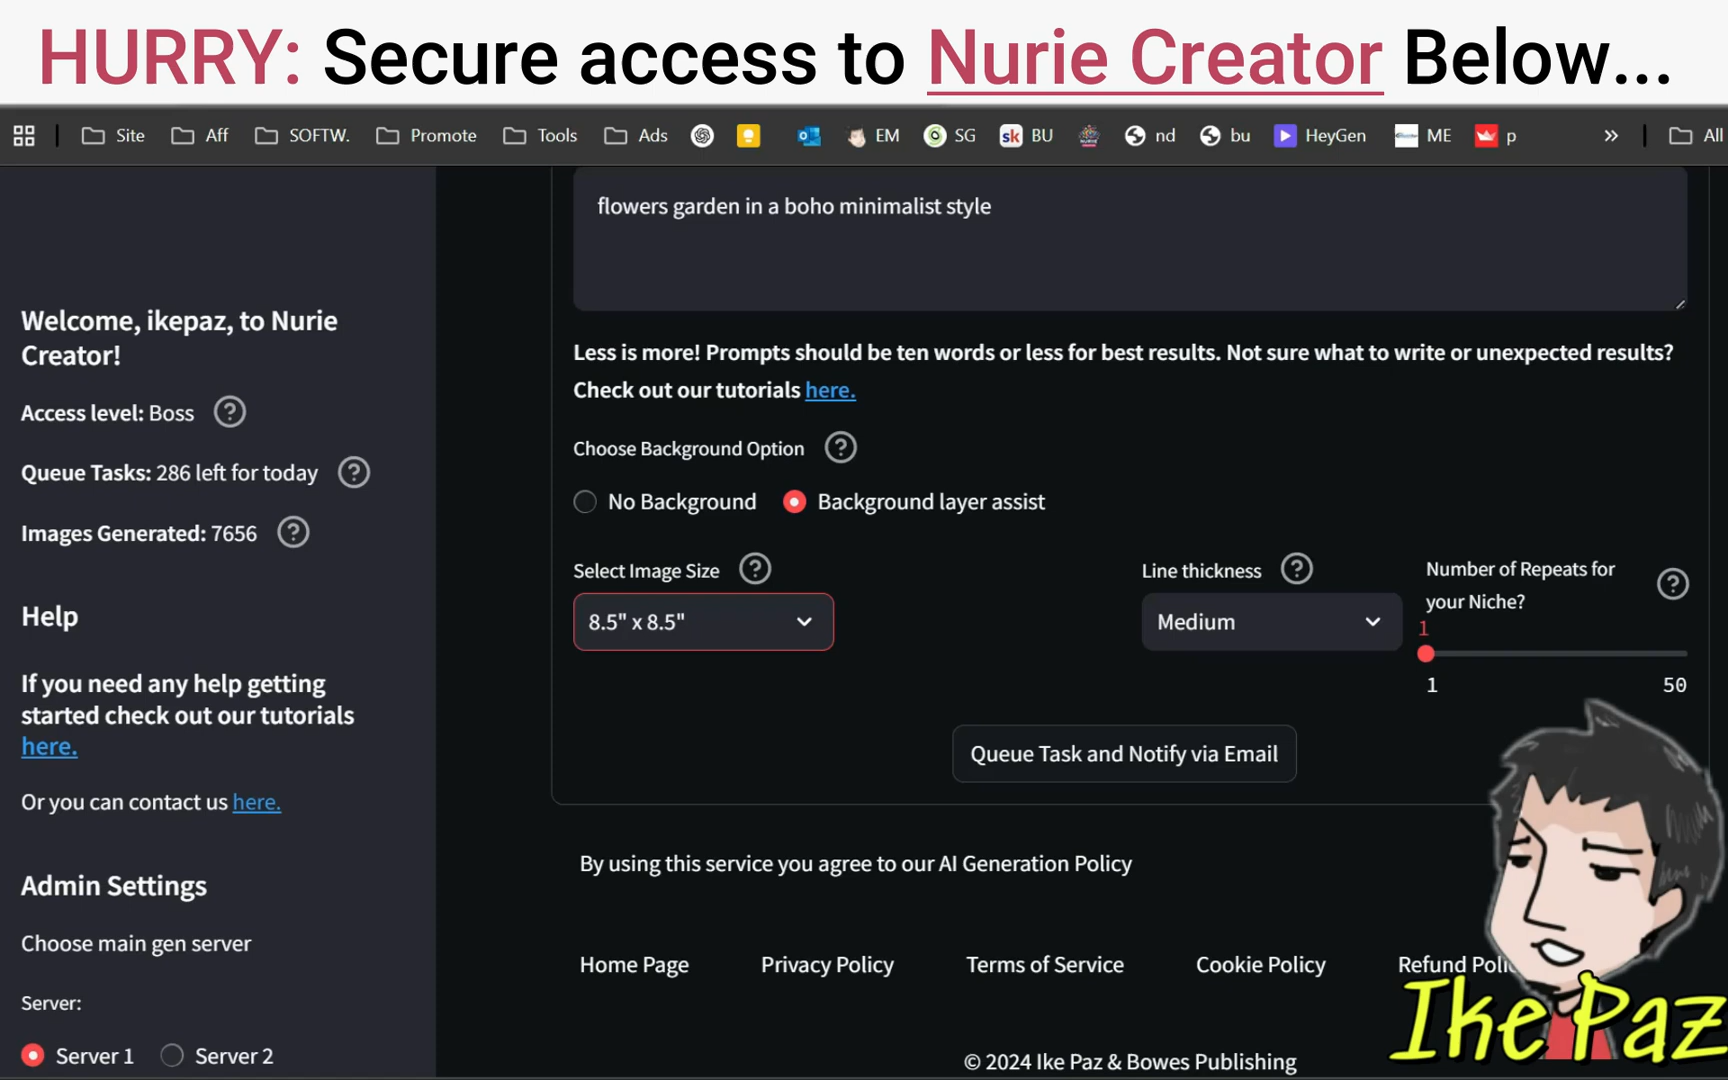 HURRY: Secure access to Nurie Creator Below...
Site Aff SOFTW. Promote Tools Ads EM SG sk BU nd bu HeyGen ME p All
flowers garden in a boho minimalist style
Less is more! Prompts should be ten words or less for best results. Not sure what to write or unexpected results?
Check out our tutorials here.
Welcome, ikepaz, to Nurie
Creator!
Access level: Boss
Queue Tasks: 286 left for today
Images Generated: 7656
Help
If you need any help getting
started check out our tutorials
here.
Or you can contact us here.
Admin Settings
Choose main gen server
Server:
Server 1 Server 2
Choose Background Option
No Background Background layer assist
Select Image Size
8.5" x 8.5"
Line thickness
Medium
Number of Repeats for
your Niche?
1
1 50
Queue Task and Notify via Email
By using this service you agree to our AI Generation Policy
Home Page Privacy Policy Terms of Service Cookie Policy Refund
© 2024 Ike Paz & Bowes Publishing
Ike Paz